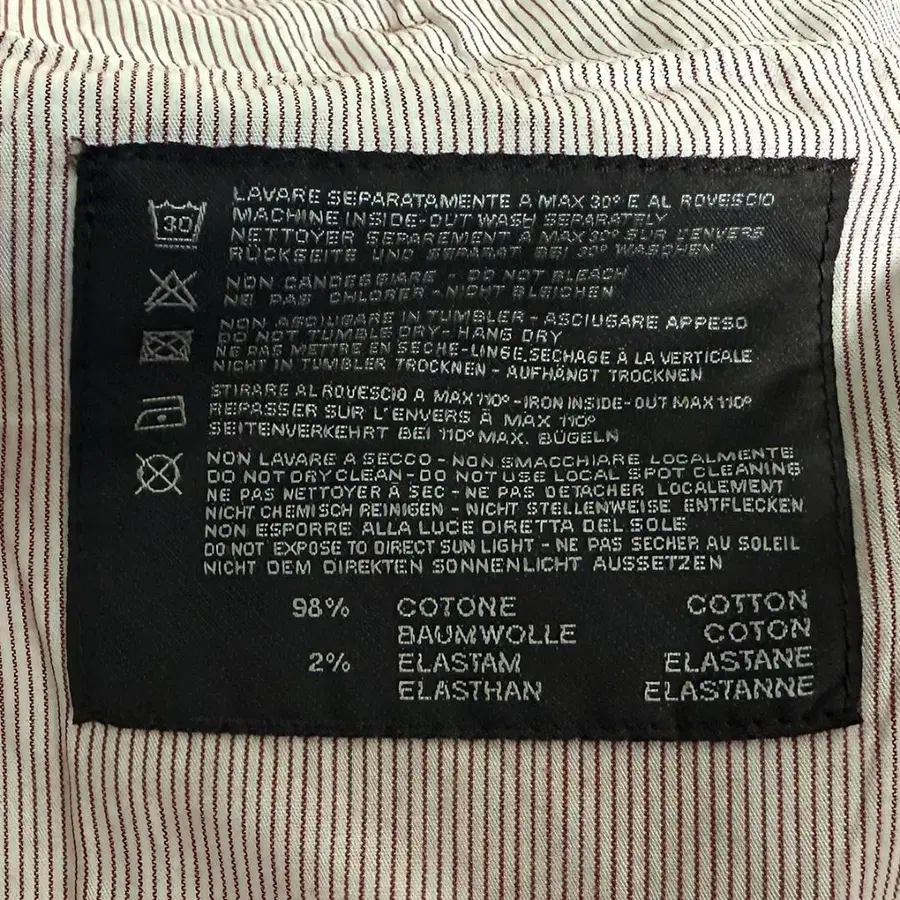 30
LAVARE SEPARATAMENTE A MAX 30° E AL ROVESCIO
MACHINE INSIDE-OUT WASH SEPARATELY
NETTOYER SEPAREMENT À MAX 30° SUR L'ENVERS
RÜCKSEITE UND SEPARAT BEI 30° WASCHEN
NON CANDEGGIARE - DO NOT BLEACH
NE PAS CHLORER - NICHT BLEICHEN
NON ASCIUGARE IN TUMBLER - ASCIUGARE APPESO
DO NOT TUMBLE DRY - HANG DRY
NE PAS METTRE EN SECHE-LINGE, SECHAGE À LA VERTICALE
NICHT IN TUMBLER TROCKNEN - AUFHÄNGT TROCKNEN
STIRARE AL ROVESCIO A MAX 110° - IRON INSIDE-OUT MAX 110°
REPASSER SUR L'ENVERS À MAX 110°
SEITENVERKEHRT BEI 110° MAX. BÜGELN
NON LAVARE A SECCO - NON SMACCHIARE LOCALMENTE
DO NOT DRY CLEAN - DO NOT USE LOCAL SPOT CLEANING
NE PAS NETTOYER À SEC - NE PAS DETACHER LOCALEMENT
NICHT CHEMISCH REINIGEN - NICHT STELLENWEISE ENTFLECKEN
NON ESPORRE ALLA LUCE DIRETTA DEL SOLE
DO NOT EXPOSE TO DIRECT SUN LIGHT - NE PAS SECHER AU SOLEIL
NICHT DEM DIREKTEN SONNENLICHT AUSSETZEN
98% COTONE COTTON
BAUMWOLLE COTON
2% ELASTAM ELASTANE
ELASTHAN ELASTANNE